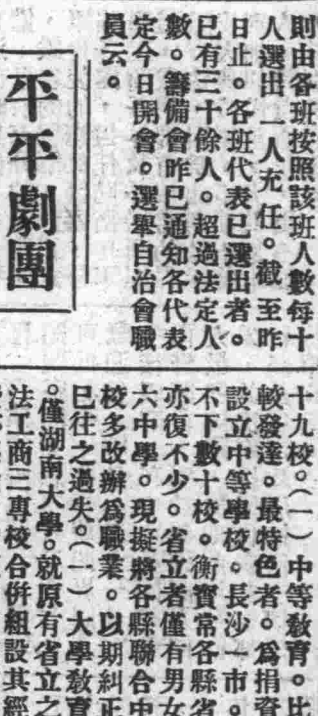 則由各班按照該班人數每十
人選出一人充任。截至昨
日止。各班代表已選出者。
已有三十餘人。超過法定人
數。籌備會昨已通知各代表
定今日開會。選舉自治會職
員云。
平平劇團
十九校。(一)中等敎育。比
較發達。最特色者。爲捐資
設立中等學校。長沙一市。
不下數十校。衡寶常各縣省
亦復不少。省立者僅有男女
六中學。現擬將各縣聯合中
校多改辦爲職業。以期糾正
已往之過失。(一)大學敎育
。僅湖南大學。就原有省立之
法工商三專校合併組設其經